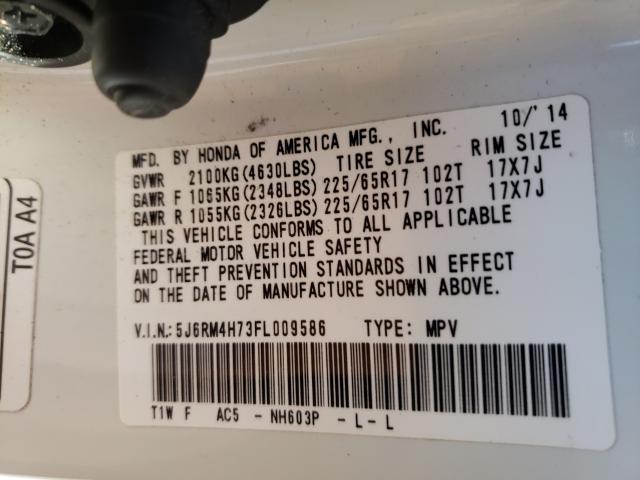 MFD. BY HONDA OF AMERICA MFG., INC. 10/'14
GVWR 2100KG(4630LBS) TIRE SIZE RIM SIZE
GAWR F 1065KG(2348LBS) 225/65R17 102T 17X7J
GAWR R 1055KG(2326LBS) 225/65R17 102T 17X7J
THIS VEHICLE CONFORMS TO ALL APPLICABLE
FEDERAL MOTOR VEHICLE SAFETY
AND THEFT PREVENTION STANDARDS IN EFFECT
ON THE DATE OF MANUFACTURE SHOWN ABOVE.
V.I.N.: 5J6RM4H73FL009586 TYPE: MPV
T1W F AC5 - NH603P - L - L
T0A A4